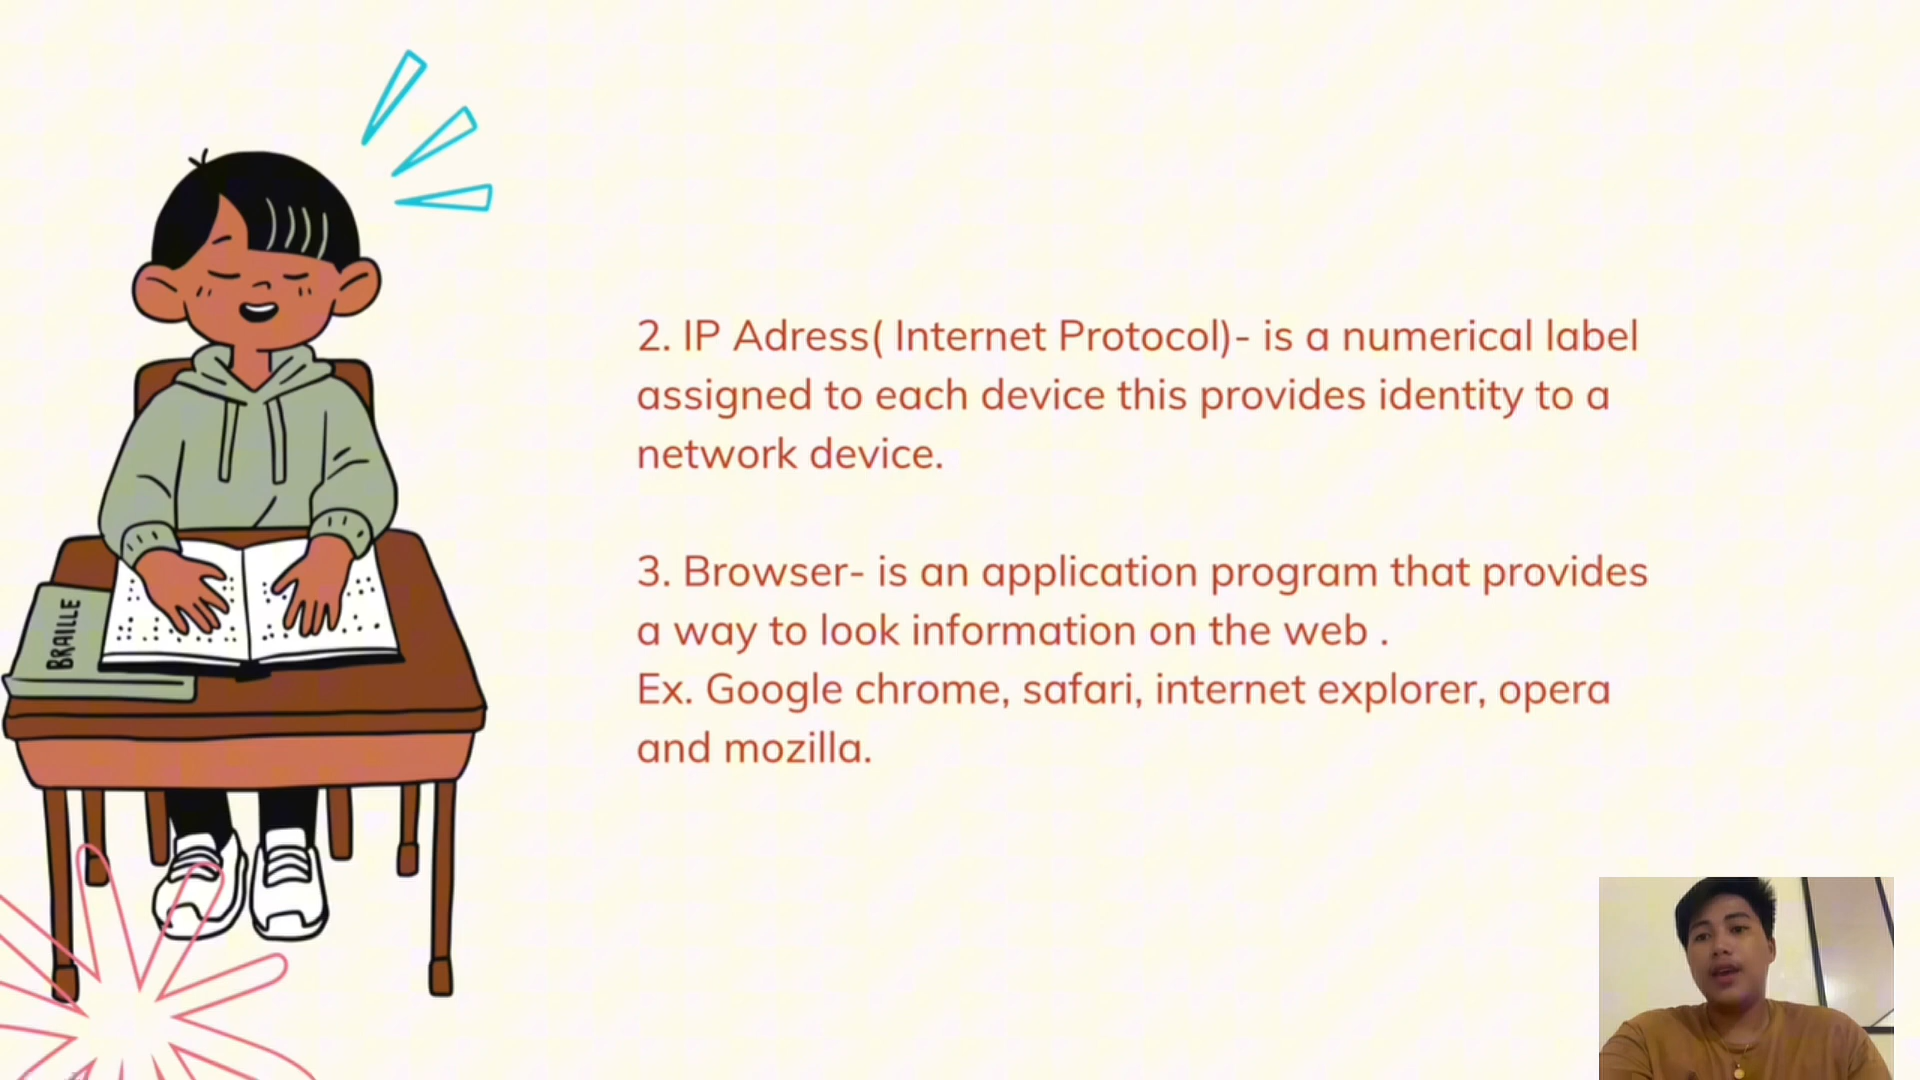 2. IP Adress( Internet Protocol)- is a numerical label
assigned to each device this provides identity to a
network device.
3. Browser- is an application program that provides
a way to look information on the web .
Ex. Google chrome, safari, internet explorer, opera
and mozilla.
BRAILLE